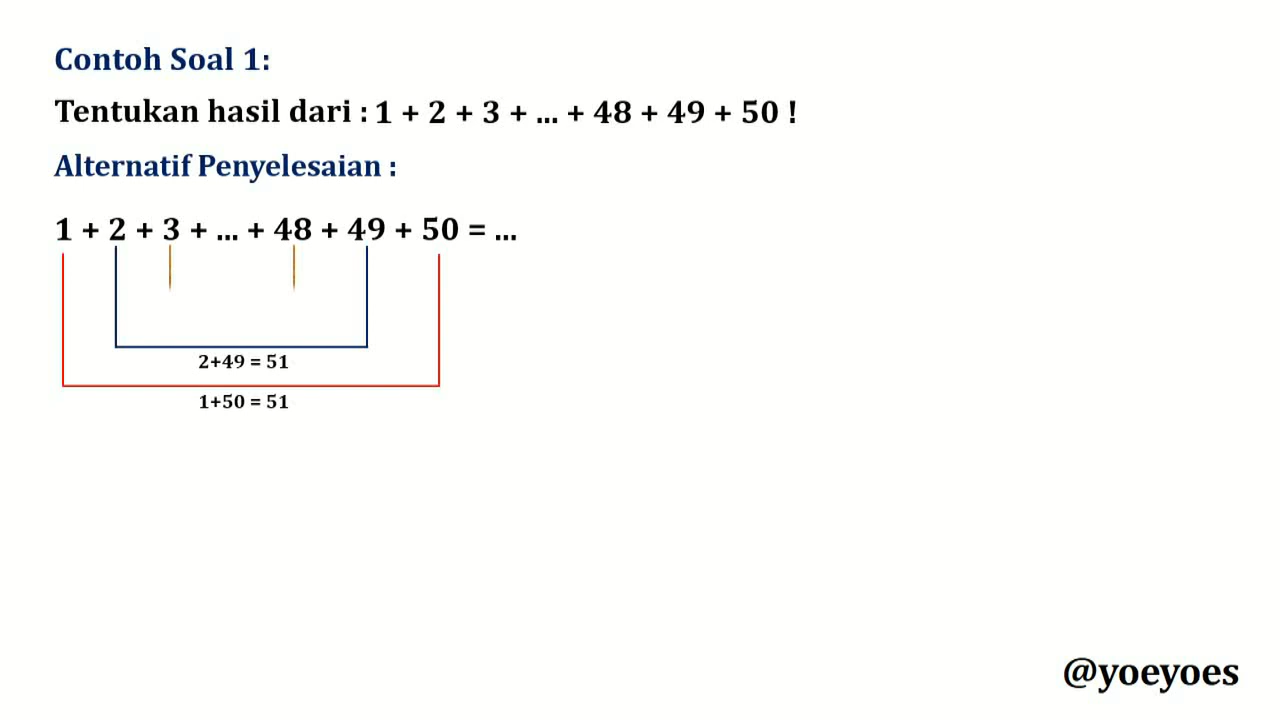 Contoh Soal 1:
Tentukan hasil dari : 1 + 2 + 3 + ... + 48 + 49 + 50 !
Alternatif Penyelesaian :
1 + 2 + 3 + ... + 48 + 49 + 50 = ...
2+49 = 51
1+50 = 51
@yoeyoes